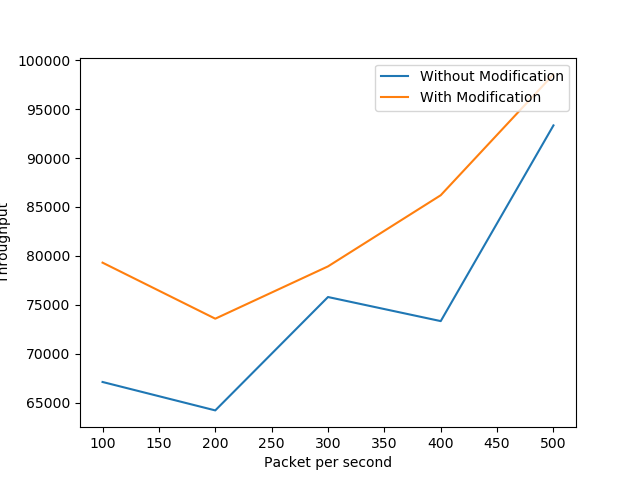 100000
95000
90000
85000
80000
75000
70000
65000
Throughput
Without Modification
With Modification
100 150 200 250 300 350 400 450 500
Packet per second